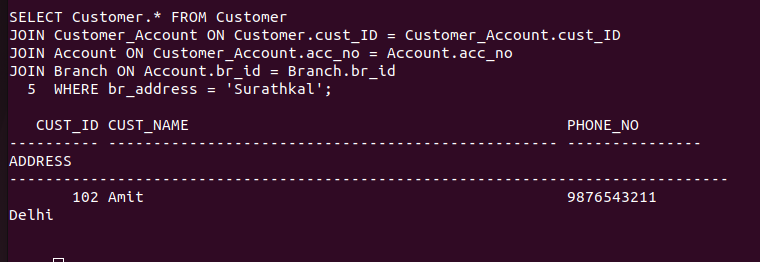 SELECT Customer.* FROM Customer
JOIN Customer_Account ON Customer.cust_ID = Customer_Account.cust_ID
JOIN Account ON Customer_Account.acc_no = Account.acc_no
JOIN Branch ON Account.br_id = Branch.br_id
  5  WHERE br_address = 'Surathkal';

   CUST_ID CUST_NAME                                          PHONE_NO
---------- -------------------------------------------------- ---------------
ADDRESS
--------------------------------------------------------------------------------
       102 Amit                                               9876543211
Delhi